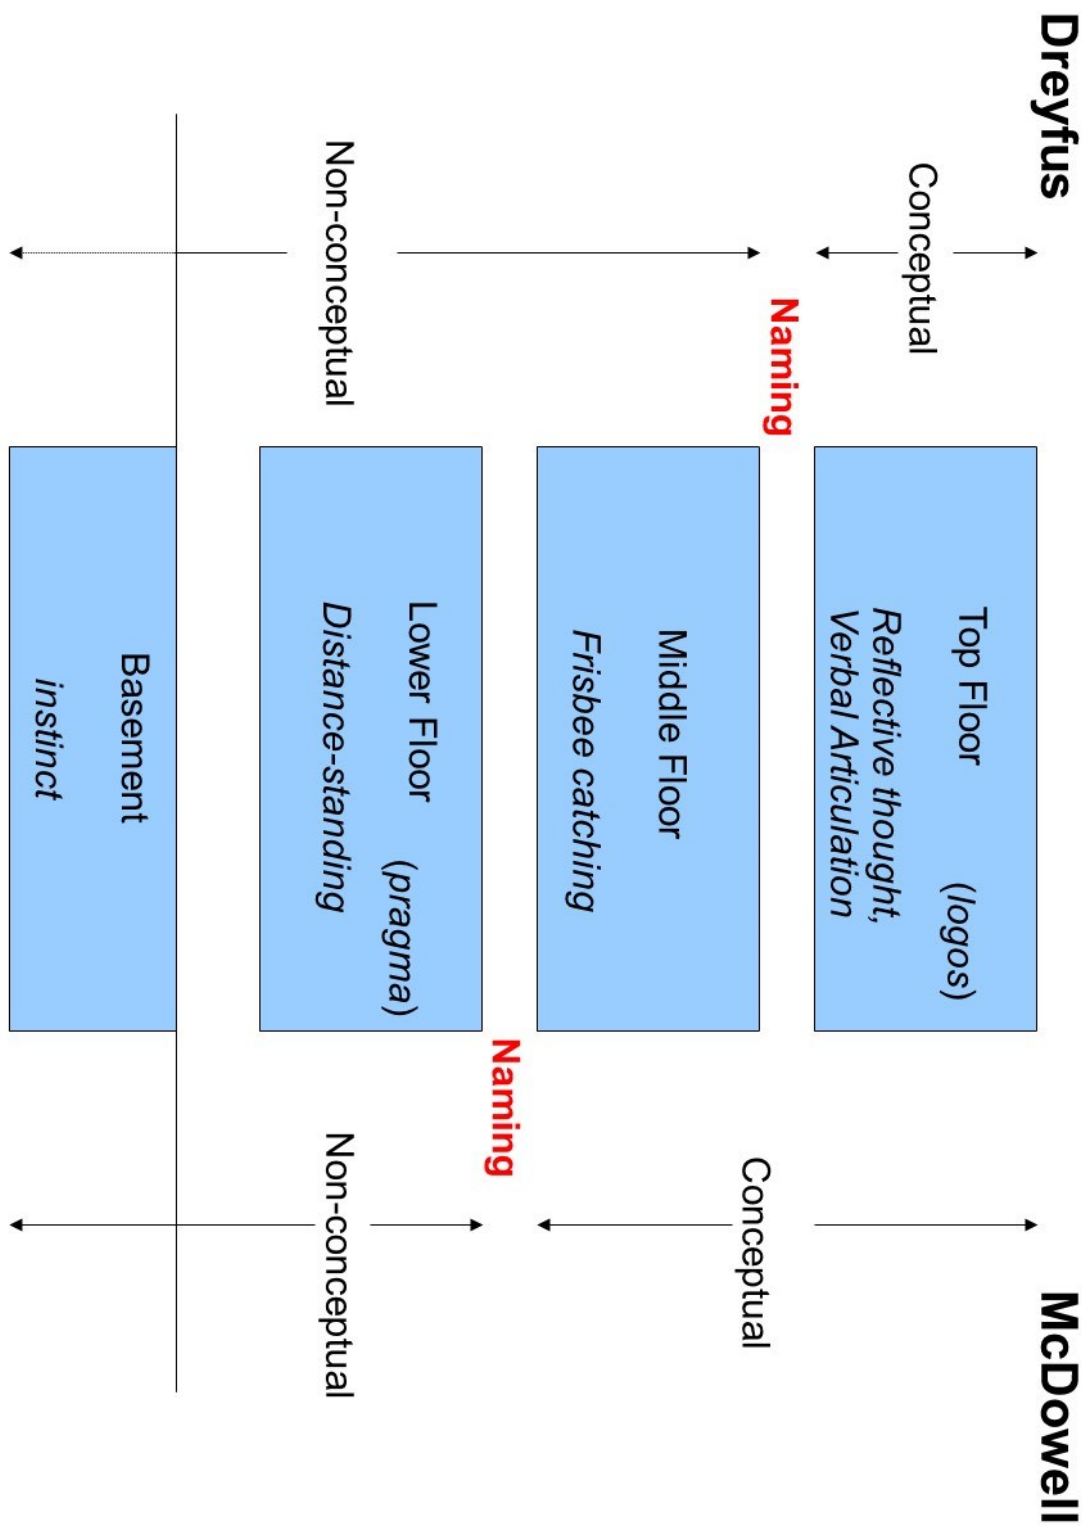 Dreyfus
McDowell
Conceptual
Naming
Non-conceptual
Top Floor
(logos)
Reflective thought,
Verbal Articulation
Middle Floor
Frisbee catching
Lower Floor
(pragma)
Distance-standing
Basement
instinct
Conceptual
Naming
Non-conceptual